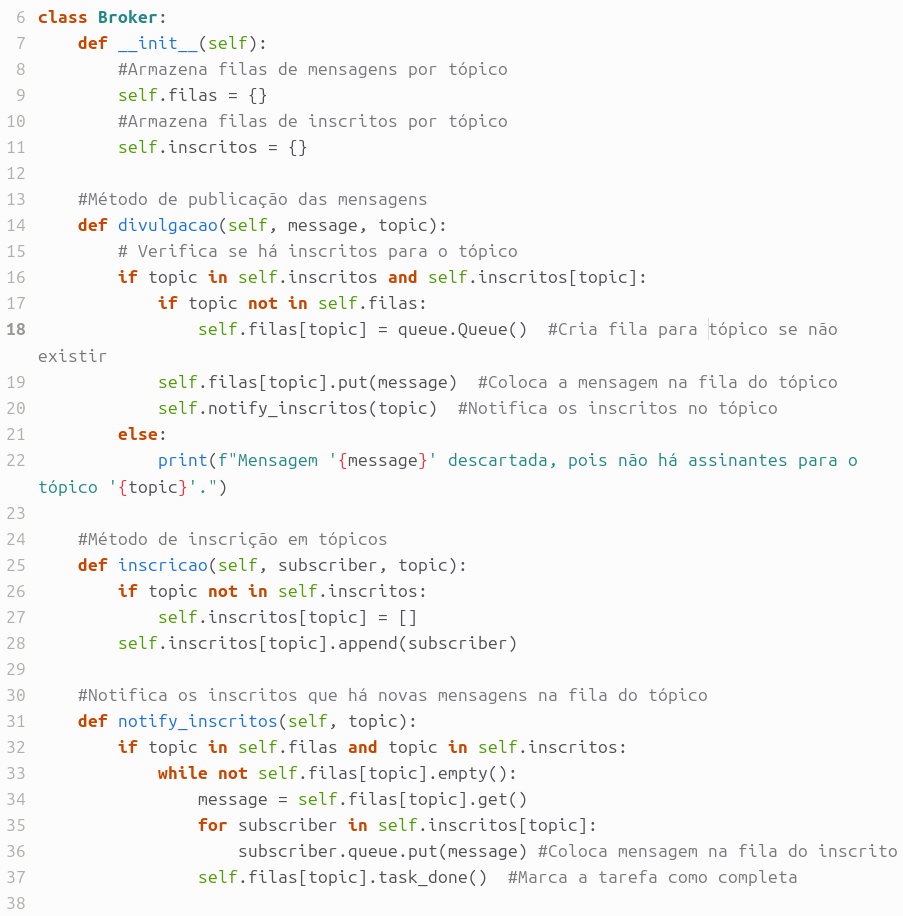 6 class Broker:
7     def __init__(self):
8         #Armazena filas de mensagens por tópico
9         self.filas = {}
10         #Armazena filas de inscritos por tópico
11         self.inscritos = {}
12
13     #Método de publicação das mensagens
14     def divulgacao(self, message, topic):
15         # Verifica se há inscritos para o tópico
16         if topic in self.inscritos and self.inscritos[topic]:
17             if topic not in self.filas:
18                 self.filas[topic] = queue.Queue()  #Cria fila para tópico se não
existir
19             self.filas[topic].put(message)  #Coloca a mensagem na fila do tópico
20             self.notify_inscritos(topic)  #Notifica os inscritos no tópico
21         else:
22             print(f"Mensagem '{message}' descartada, pois não há assinantes para o
tópico '{topic}'.")
23
24     #Método de inscrição em tópicos
25     def inscricao(self, subscriber, topic):
26         if topic not in self.inscritos:
27             self.inscritos[topic] = []
28         self.inscritos[topic].append(subscriber)
29
30     #Notifica os inscritos que há novas mensagens na fila do tópico
31     def notify_inscritos(self, topic):
32         if topic in self.filas and topic in self.inscritos:
33             while not self.filas[topic].empty():
34                 message = self.filas[topic].get()
35                 for subscriber in self.inscritos[topic]:
36                     subscriber.queue.put(message) #Coloca mensagem na fila do inscrito
37                 self.filas[topic].task_done()  #Marca a tarefa como completa
38